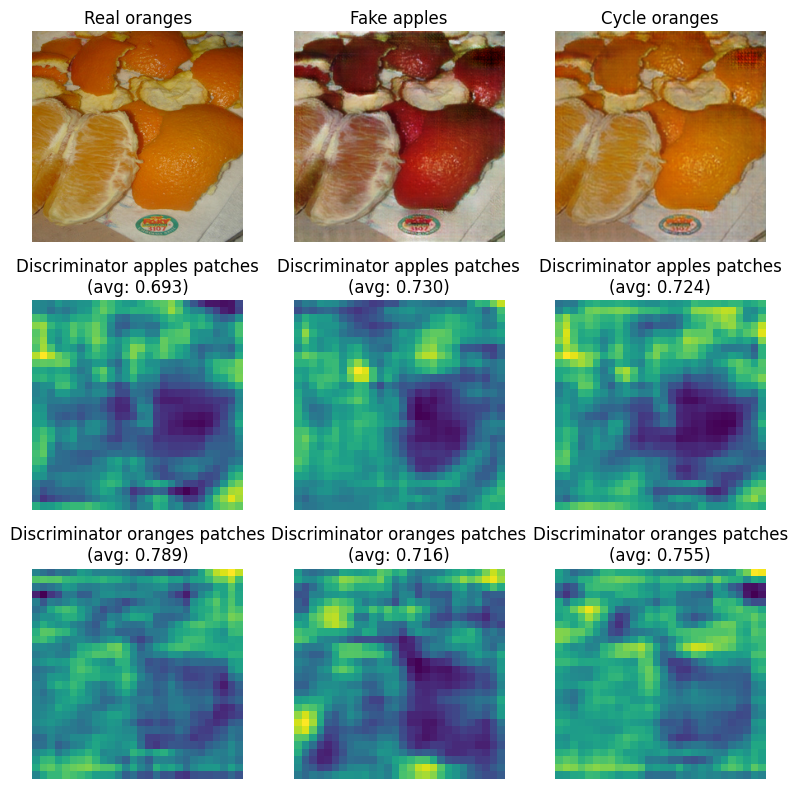 Real oranges
Fake apples
Cycle oranges
Discriminator apples patches
(avg: 0.693)
Discriminator apples patches
(avg: 0.730)
Discriminator apples patches
(avg: 0.724)
Discriminator oranges patches
(avg: 0.789)
Discriminator oranges patches
(avg: 0.716)
Discriminator oranges patches
(avg: 0.755)